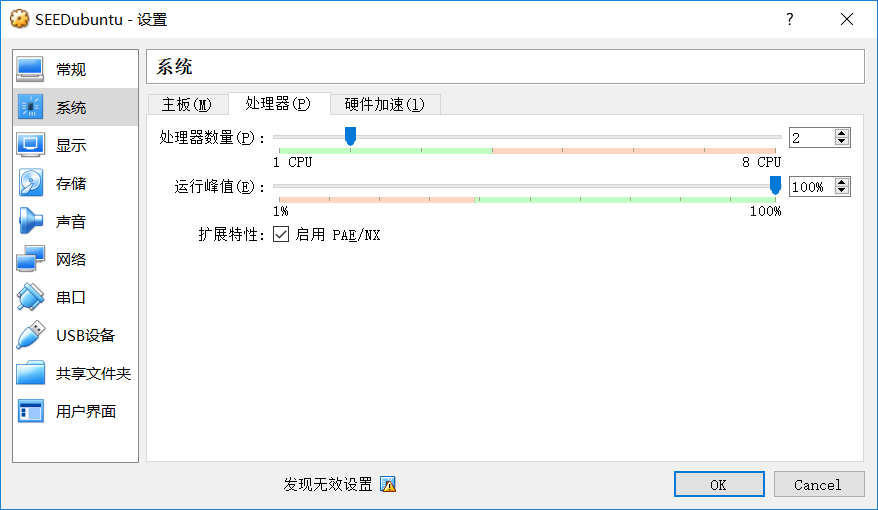 SEEDubuntu - 设置
?
常规
系统
显示
存储
声音
网络
串口
USB设备
共享文件夹
用户界面
系统
主板(M) 处理器(P) 硬件加速(l)
处理器数量(P): 2
1 CPU 8 CPU
运行峰值(E): 100%
1% 100%
扩展特性: 启用 PAE/NX
发现无效设置 OK Cancel